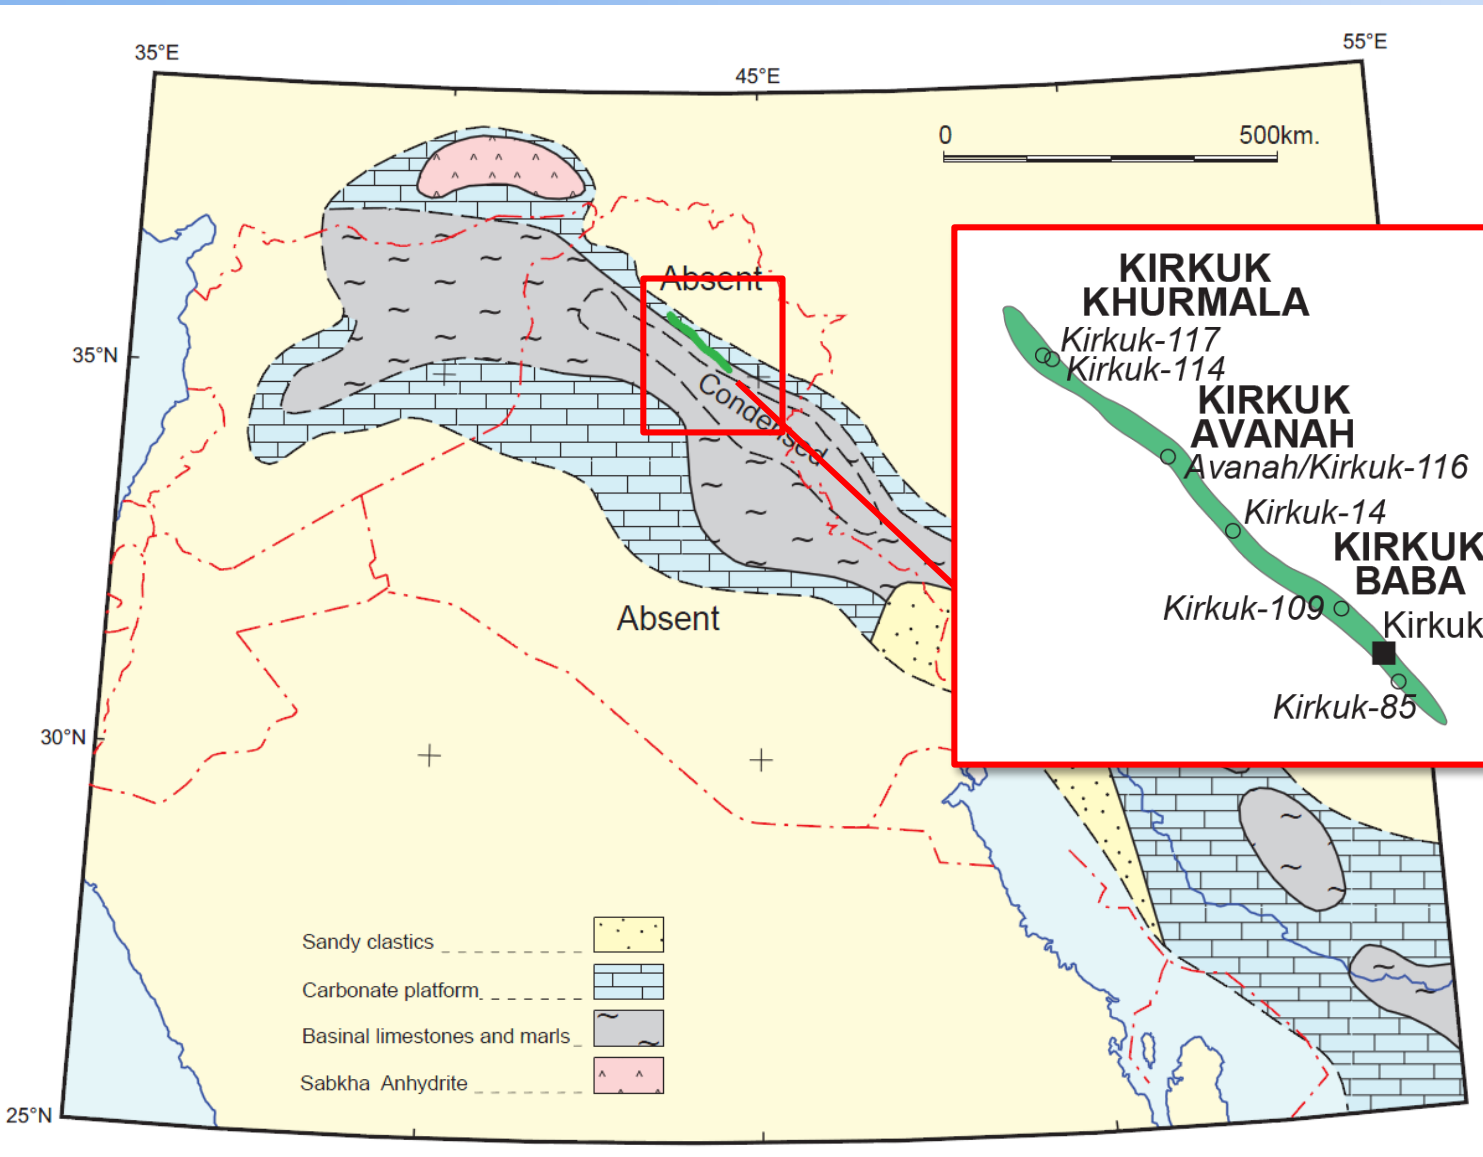 35°E
45°E
55°E
0 500km.
Absent
35°N
Condensed
KIRKUK
KHURMALA
Kirkuk-117
Kirkuk-114
KIRKUK
AVANAH
Avanah/Kirkuk-116
Kirkuk-14
KIRKUK
BABA
Kirkuk-109
Kirkuk
Kirkuk-85
Absent
30°N
Sandy clastics
Carbonate platform
Basinal limestones and marls
Sabkha Anhydrite
25°N